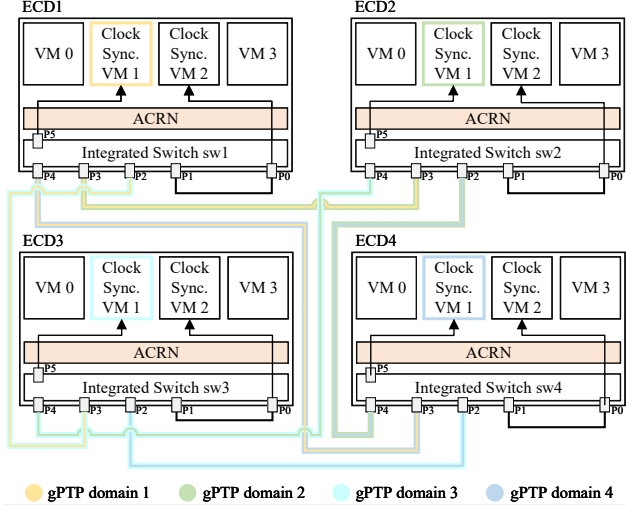 ECD1
VM 0
Clock
Sync.
VM 1
Clock
Sync.
VM 2
VM 3
ACRN
P5
Integrated Switch sw1
P4 P3 P2 P1 P0
ECD2
VM 0
Clock
Sync.
VM 1
Clock
Sync.
VM 2
VM 3
ACRN
P5
Integrated Switch sw2
P4 P3 P2 P1 P0
ECD3
VM 0
Clock
Sync.
VM 1
Clock
Sync.
VM 2
VM 3
ACRN
P5
Integrated Switch sw3
P4 P3 P2 P1 P0
ECD4
VM 0
Clock
Sync.
VM 1
Clock
Sync.
VM 2
VM 3
ACRN
P5
Integrated Switch sw4
P4 P3 P2 P1 P0
gPTP domain 1 gPTP domain 2 gPTP domain 3 gPTP domain 4